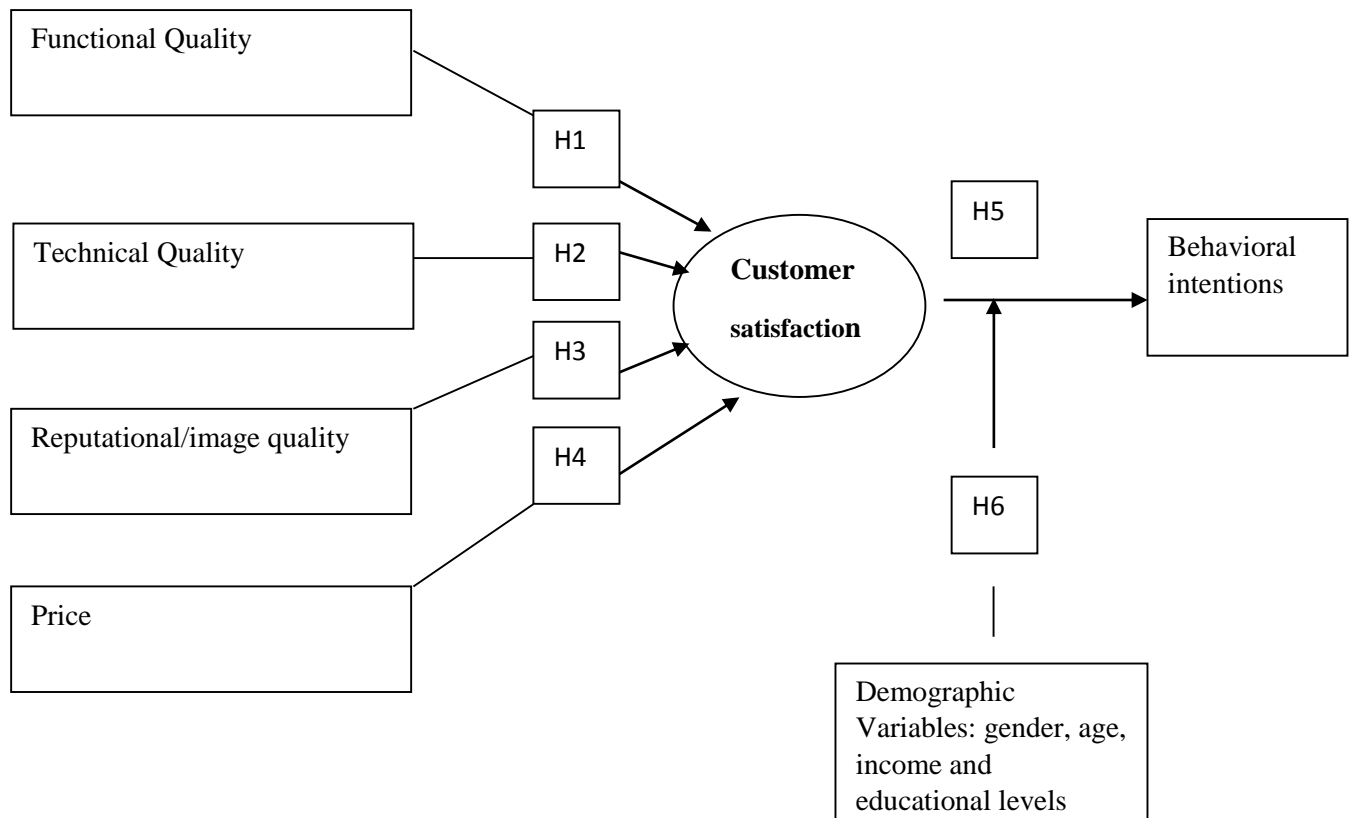 Functional Quality
H1
Technical Quality
H2
H3
Reputational/image quality
H4
Price
Customer
satisfaction
H5
Behavioral
intentions
H6
Demographic
Variables: gender, age,
income and
educational levels